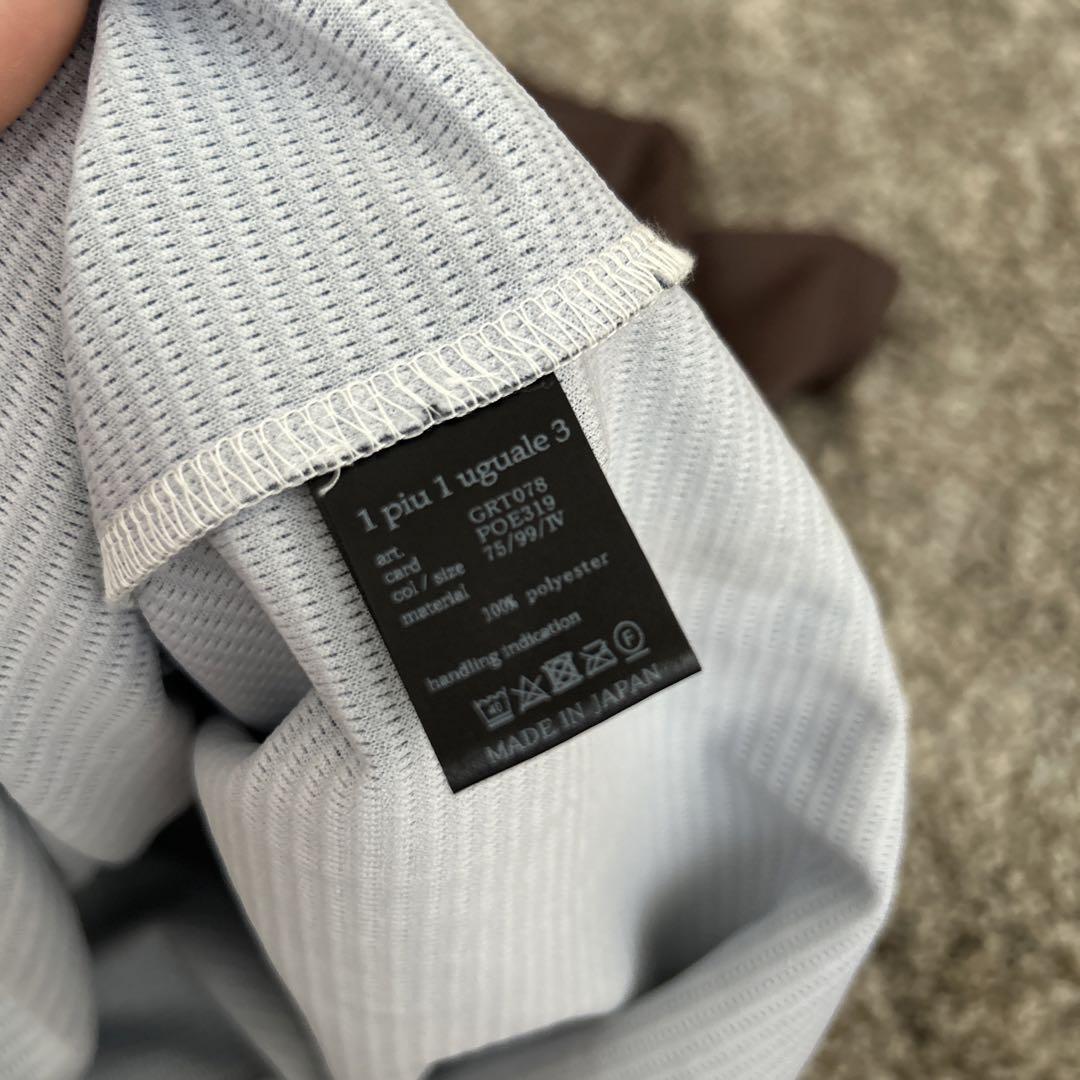 1 piu 1 uguale 3
art. GRT078
card POE319
col / size 75/99/IV
material 100% polyester
handling indication
40 F
MADE IN JAPAN